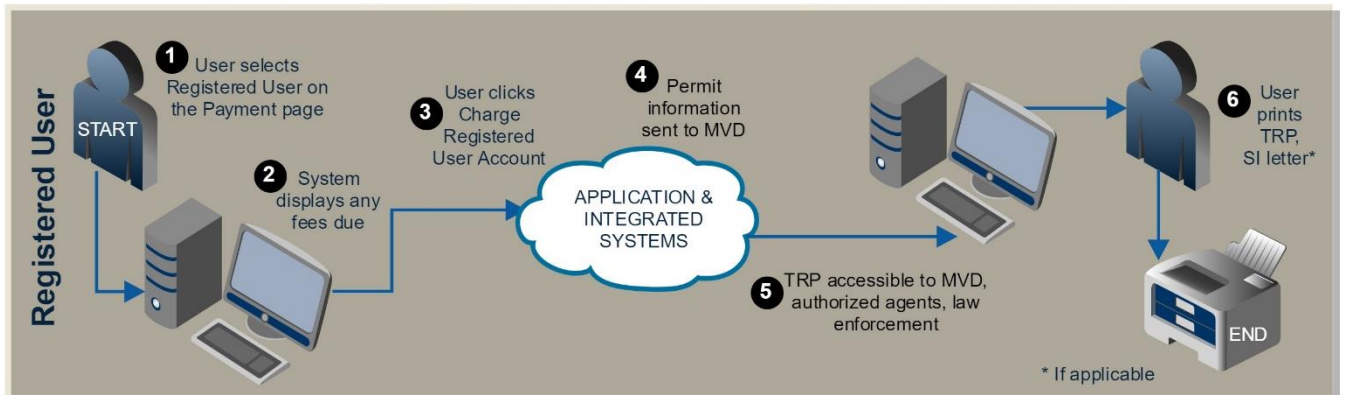 Registered User
START
1 User selects
Registered User on
the Payment page
2 System
displays any
fees due
3 User clicks
Charge
Registered
User Account
4 Permit
information
sent to MVD
APPLICATION &
INTEGRATED
SYSTEMS
5 TRP accessible to MVD,
authorized agents, law
enforcement
6 User
prints
TRP,
SI letter*
END
* If applicable